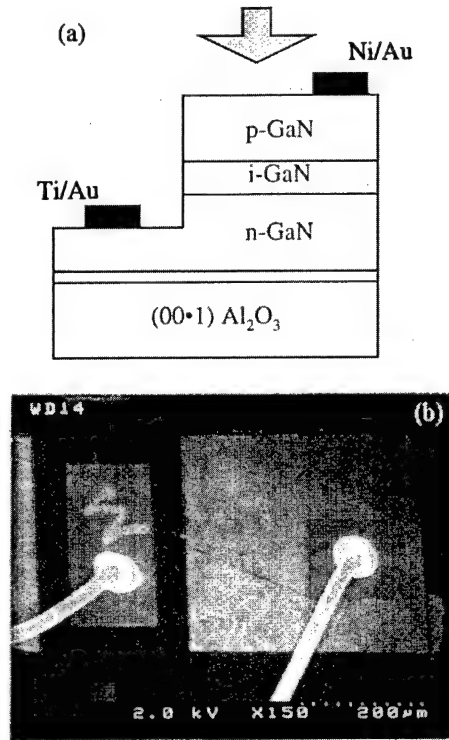 (a)
Ni/Au
p-GaN
i-GaN
Ti/Au
n-GaN
(00•1) Al₂O₃
WD14
(b)
2.0 kV X150 200μm